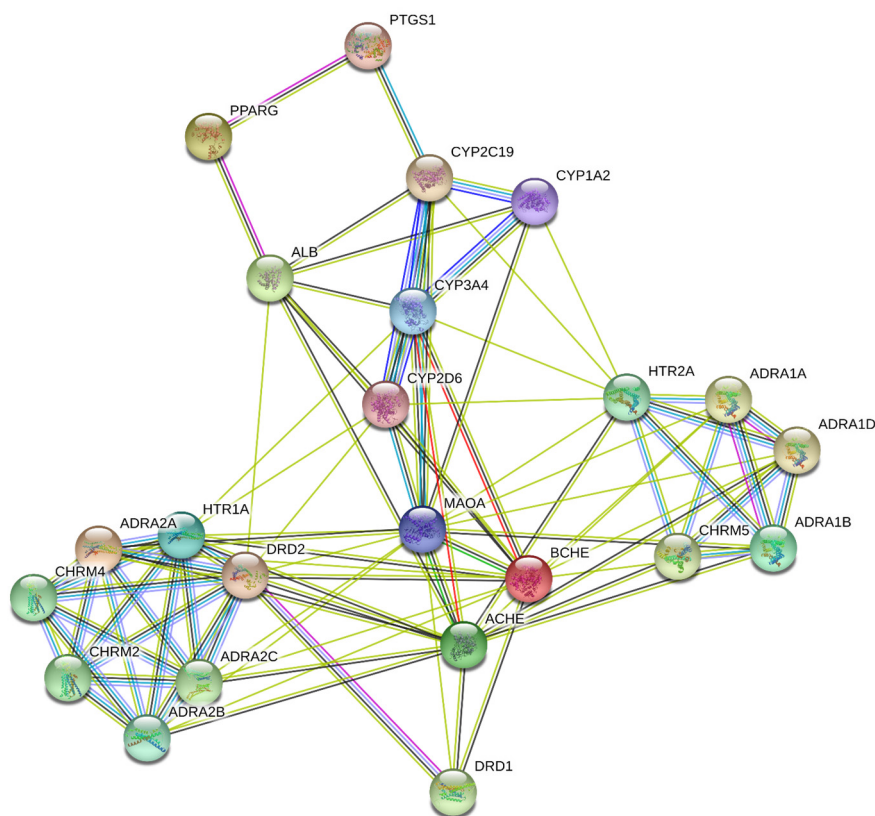 PTGS1
PPARG
CYP2C19
CYP1A2
ALB
CYP3A4
CYP2D6
HTR2A
ADRA1A
ADRA1D
MAOA
HTR1A
ADRA2A
DRD2
BCHE
CHRM5
ADRA1B
CHRM4
ACHE
CHRM2
ADRA2C
ADRA2B
DRD1